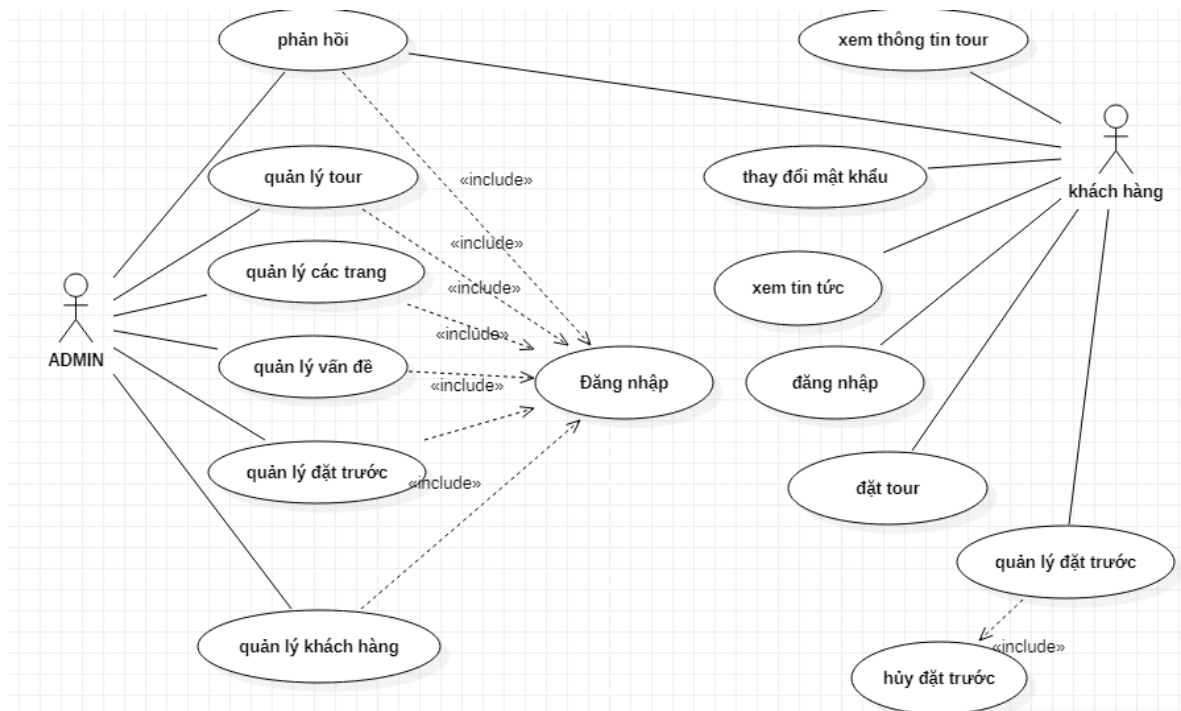 phản hồi
xem thông tin tour
quản lý tour
«include»
thay đổi mật khẩu
khách hàng
«include»
quản lý các trang
«include»
xem tin tức
«include»
ADMIN
quản lý vấn đề
«include»
Đăng nhập
đăng nhập
quản lý đặt trước
«include»
đặt tour
quản lý đặt trước
quản lý khách hàng
«include»
hủy đặt trước